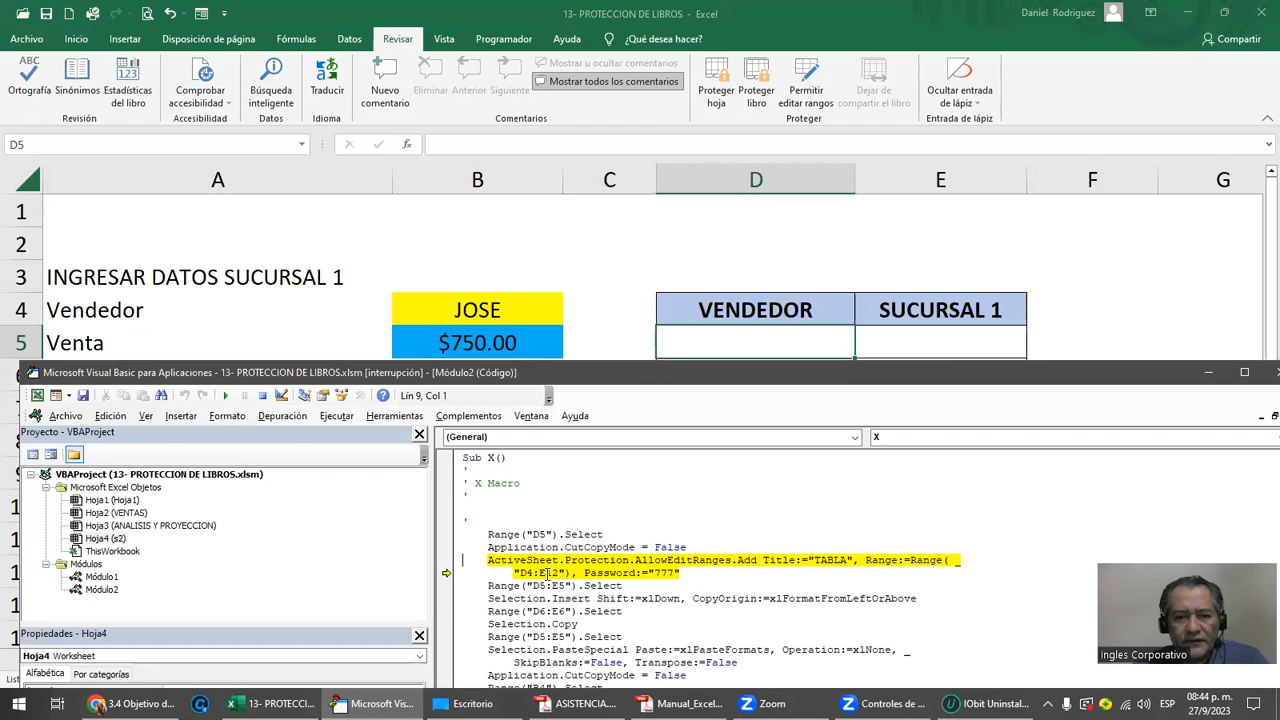 13- PROTECCION DE LIBROS - Excel
Daniel Rodriguez
Archivo Inicio Insertar Disposición de página Fórmulas Datos Revisar Vista Programador Ayuda ¿Qué desea hacer? Compartir
ABC
123
Ortografía Sinónimos Estadísticas del libro
Comprobar accesibilidad
Búsqueda inteligente
Traducir
Nuevo comentario
Eliminar Anterior Siguiente
Mostrar u ocultar comentarios
Mostrar todos los comentarios
Proteger hoja
Proteger libro
Permitir editar rangos
Dejar de compartir el libro
Ocultar entrada de lápiz
Revisión Accesibilidad Datos Idioma Comentarios Proteger Entrada de lápiz
D5
fx
A B C D E F G
1
2
3 INGRESAR DATOS SUCURSAL 1
4 Vendedor JOSE VENDEDOR SUCURSAL 1
5 Venta $750.00
Microsoft Visual Basic para Aplicaciones - 13- PROTECCION DE LIBROS.xlsm [interrupción] - [Módulo2 (Código)]
Lín 9, Col 1
Archivo Edición Ver Insertar Formato Depuración Ejecutar Herramientas Complementos Ventana Ayuda
Proyecto - VBAProject
VBAProject (13- PROTECCION DE LIBROS.xlsm)
Microsoft Excel Objetos
Hoja1 (Hoja1)
Hoja2 (VENTAS)
Hoja3 (ANALISIS Y PROYECCION)
Hoja4 (s2)
ThisWorkbook
Módulos
Módulo1
Módulo2
Propiedades - Hoja4
Hoja4 Worksheet
Alfabética Por categorías
(General) X
Sub X()
'
' X Macro
'
'
Range("D5").Select
Application.CutCopyMode = False
ActiveSheet.Protection.AllowEditRanges.Add Title:="TABLA", Range:=Range( _
"D4:E12"), Password:="777"
Range("D5:E5").Select
Selection.Insert Shift:=xlDown, CopyOrigin:=xlFormatFromLeftOrAbove
Range("D6:E6").Select
Selection.Copy
Range("D5:E5").Select
Selection.PasteSpecial Paste:=xlPasteFormats, Operation:=xlNone, _
SkipBlanks:=False, Transpose:=False
Application.CutCopyMode = False
Range("B4").Select
Ingles Corporativo
3.4 Objetivo d... 13- PROTECCI... Microsoft Vis... Escritorio ASISTENCIA.... Manual_Exce... Zoom Controles de ... IObit Uninstal...
ESP
08:44 p. m.
27/9/2023